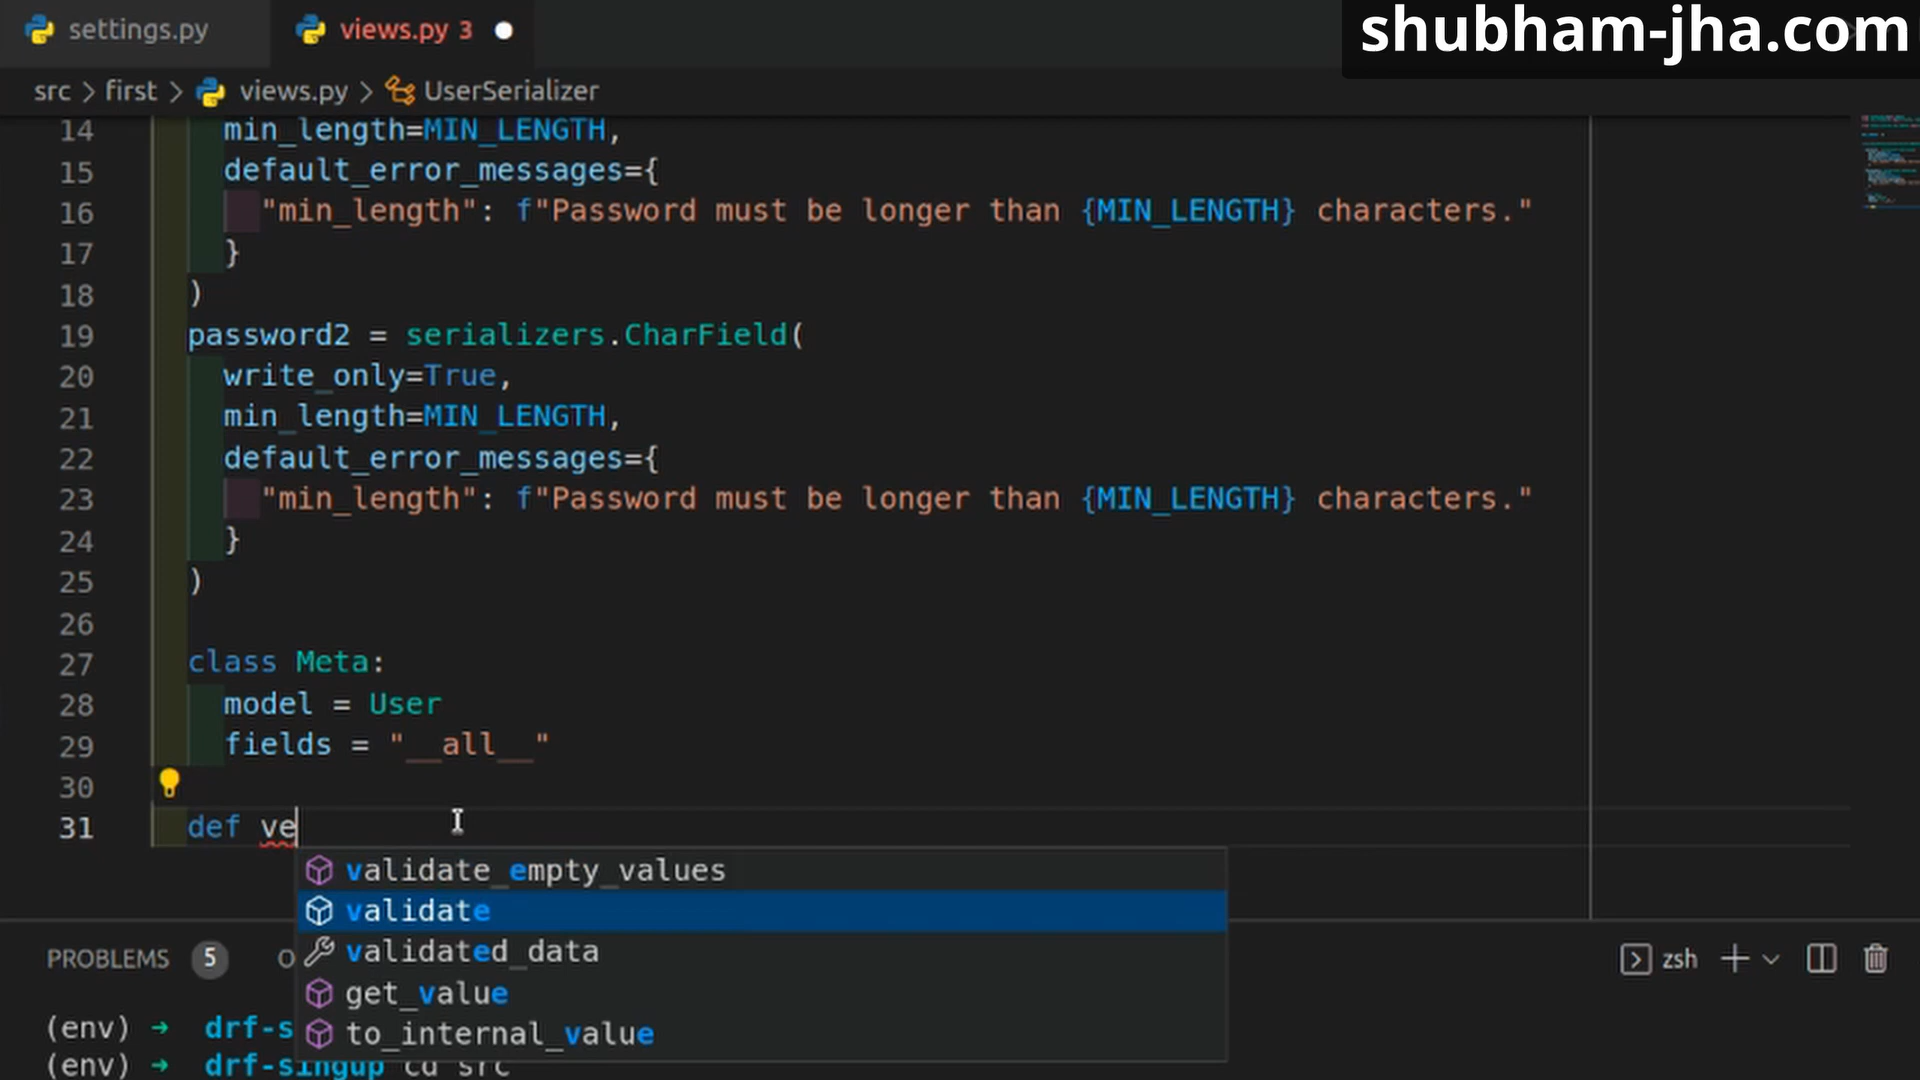 settings.py
views.py 3
shubham-jha.com
src > first > views.py > UserSerializer
14 min_length=MIN_LENGTH,
15 default_error_messages={
16 "min_length": f"Password must be longer than {MIN_LENGTH} characters."
17 }
18 )
19 password2 = serializers.CharField(
20 write_only=True,
21 min_length=MIN_LENGTH,
22 default_error_messages={
23 "min_length": f"Password must be longer than {MIN_LENGTH} characters."
24 }
25 )
26
27 class Meta:
28 model = User
29 fields = "__all__"
30
31 def ve
validate_empty_values
validate
validated_data
get_value
to_internal_value
PROBLEMS 5 O
zsh
(env) → drf-s
(env) → drf-singup cd src